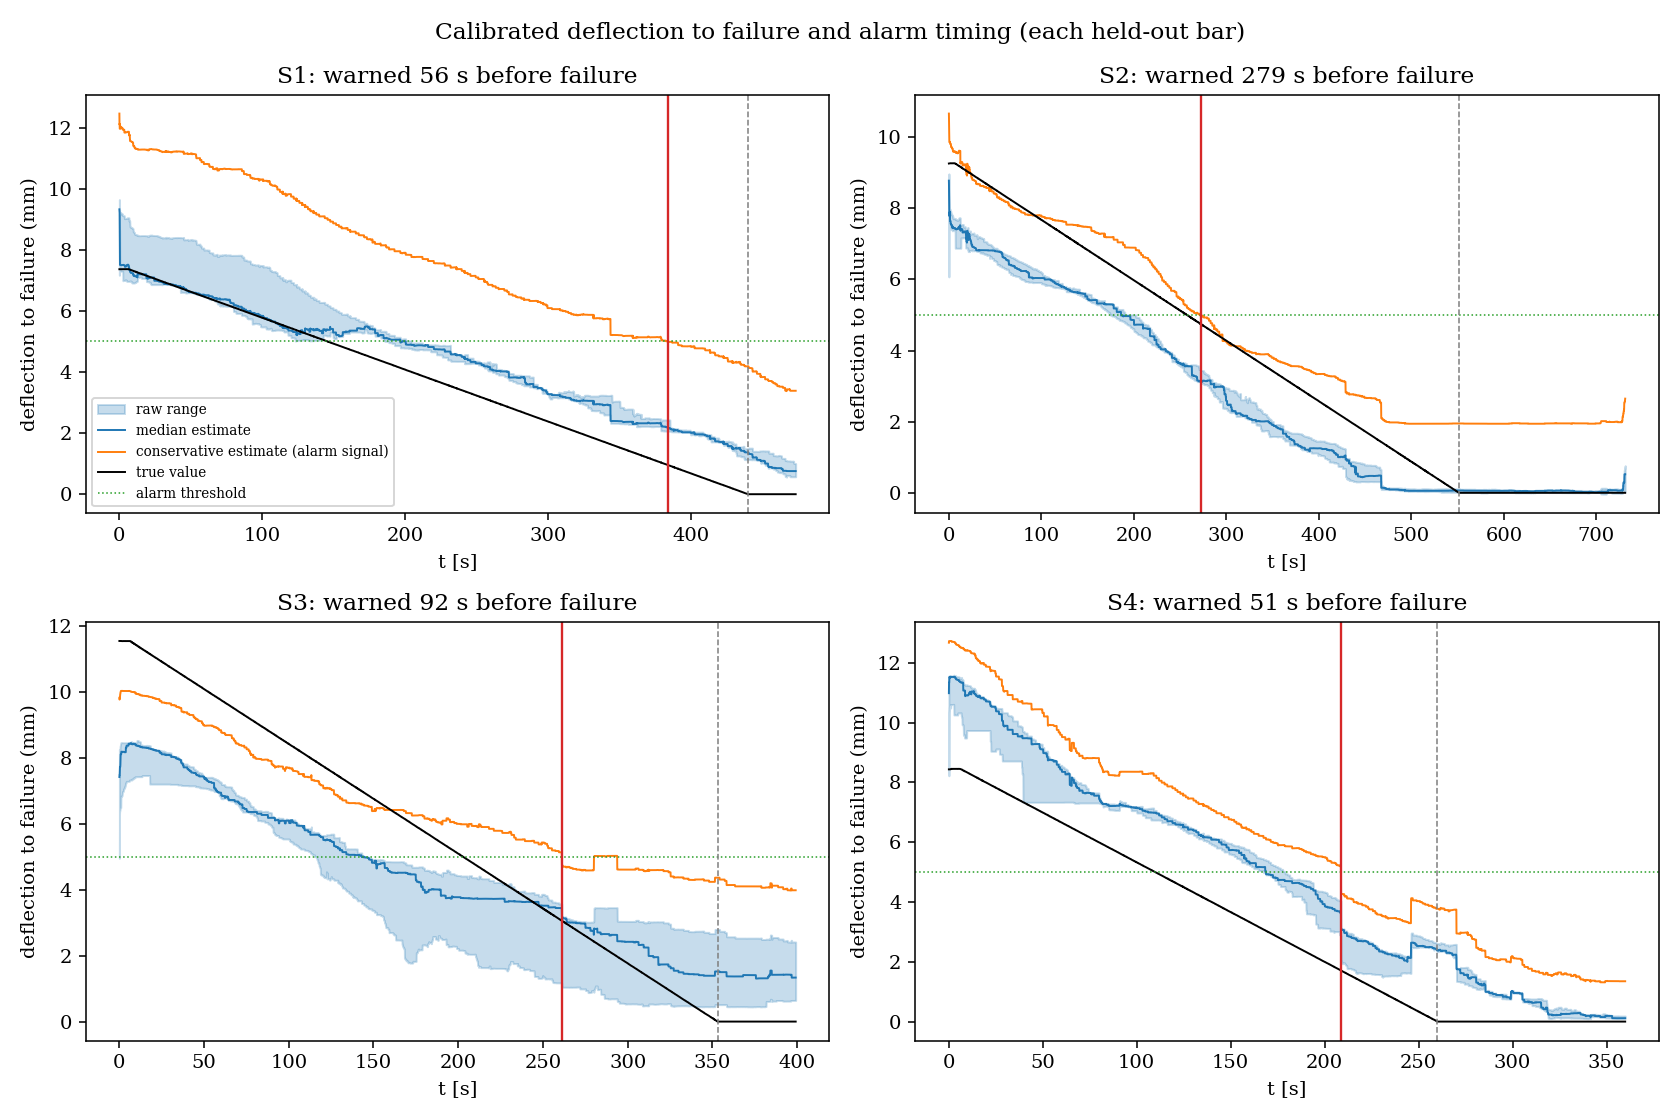 Calibrated deflection to failure and alarm timing (each held-out bar)
S1: warned 56 s before failure
deflection to failure (mm)
12
10
8
6
4
2
0
raw range
median estimate
conservative estimate (alarm signal)
true value
alarm threshold
0 100 200 300 400
t [s]
S2: warned 279 s before failure
deflection to failure (mm)
10
8
6
4
2
0
0 100 200 300 400 500 600 700
t [s]
S3: warned 92 s before failure
deflection to failure (mm)
12
10
8
6
4
2
0
0 50 100 150 200 250 300 350 400
t [s]
S4: warned 51 s before failure
deflection to failure (mm)
12
10
8
6
4
2
0
0 50 100 150 200 250 300 350
t [s]